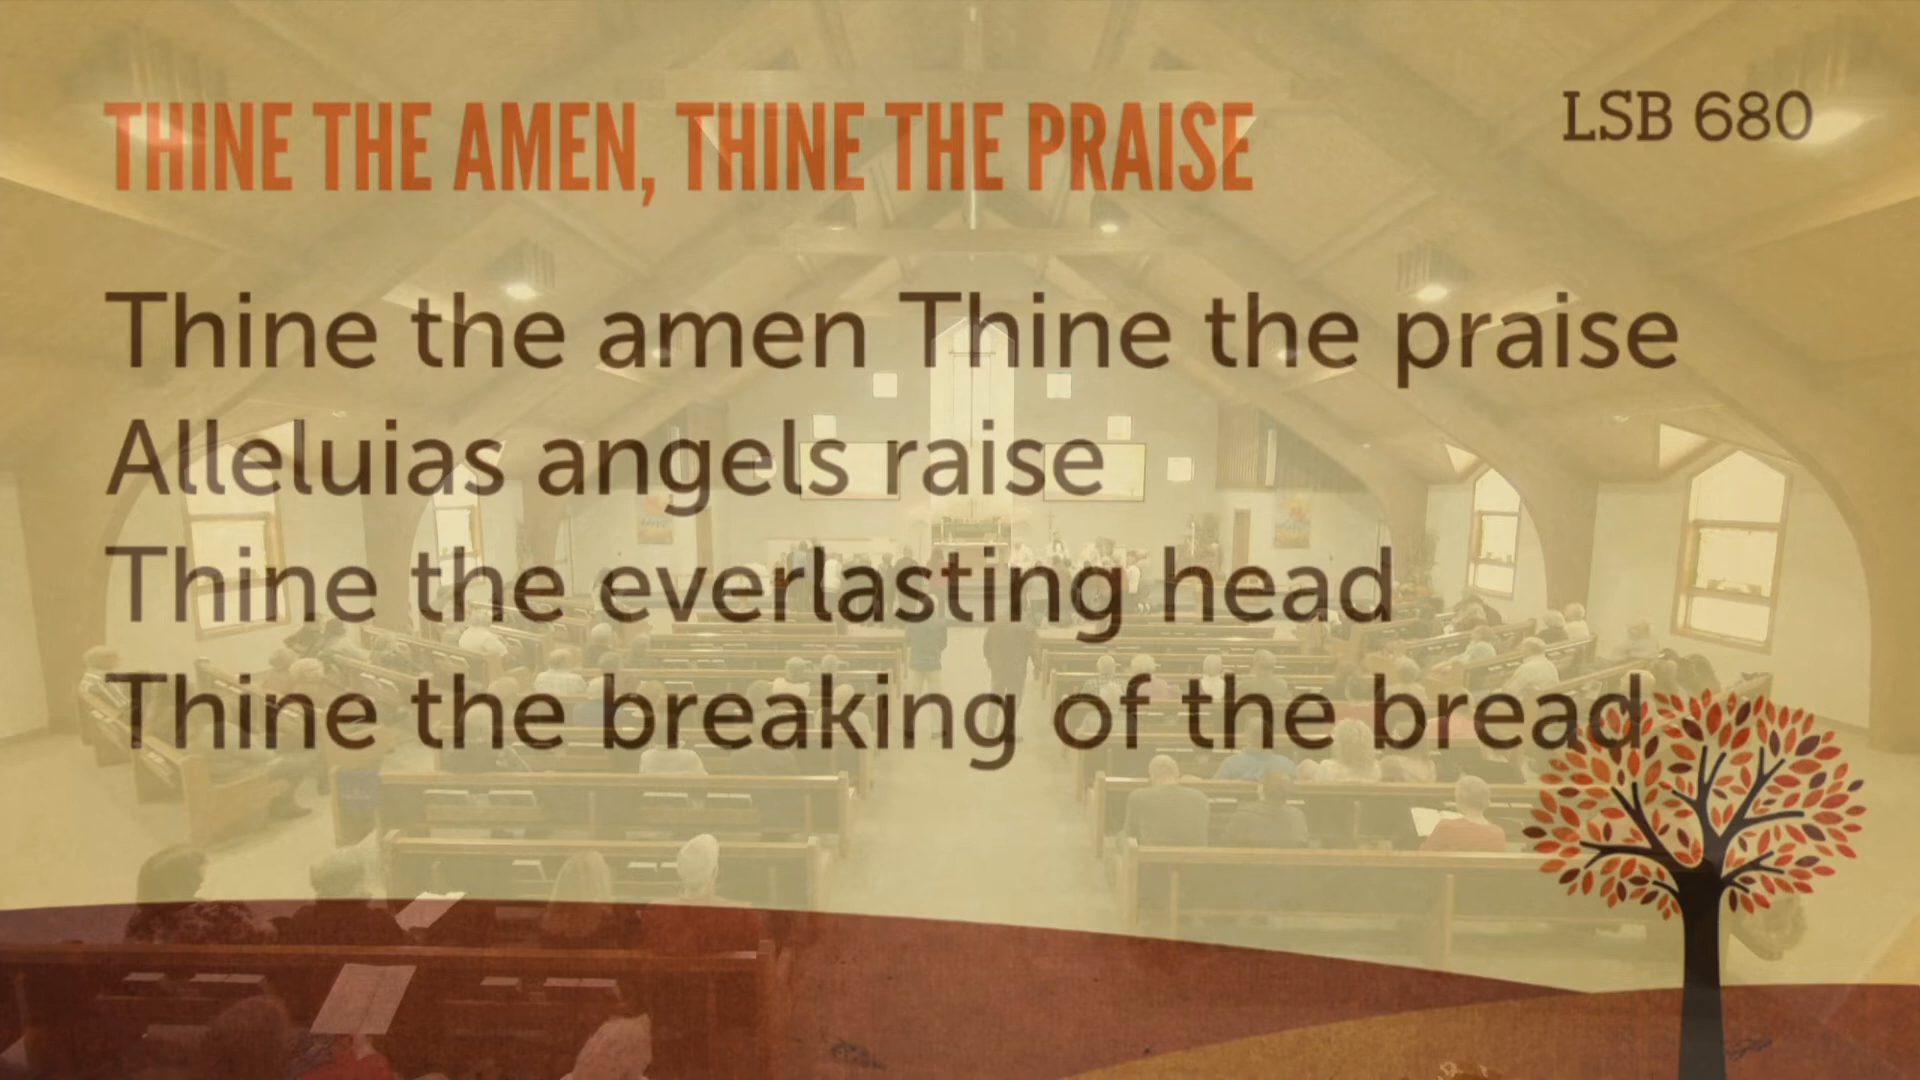 THINE THE AMEN, THINE THE PRAISE
LSB 680
Thine the amen Thine the praise
Alleluias angels raise
Thine the everlasting head
Thine the breaking of the bread